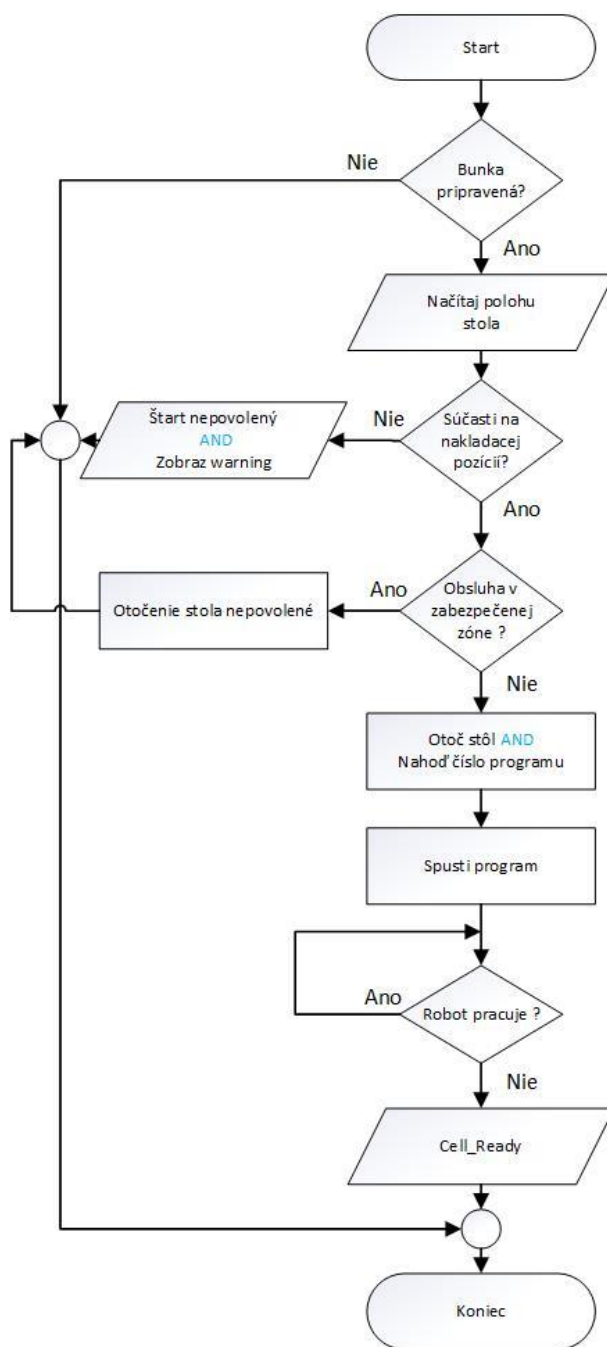 Start
Nie
Bunka
pripravená?
Ano
Načítaj polohu
stola
Štart nepovolený
AND
Zobraz warning
Nie
Súčasti na
nakladacej
pozícií?
Ano
Otočenie stola nepovolené
Ano
Obsluha v
zabezpečenej
zóne ?
Nie
Otoč stôl AND
Nahoď číslo programu
Spusti program
Ano
Robot pracuje ?
Nie
Cell_Ready
Koniec